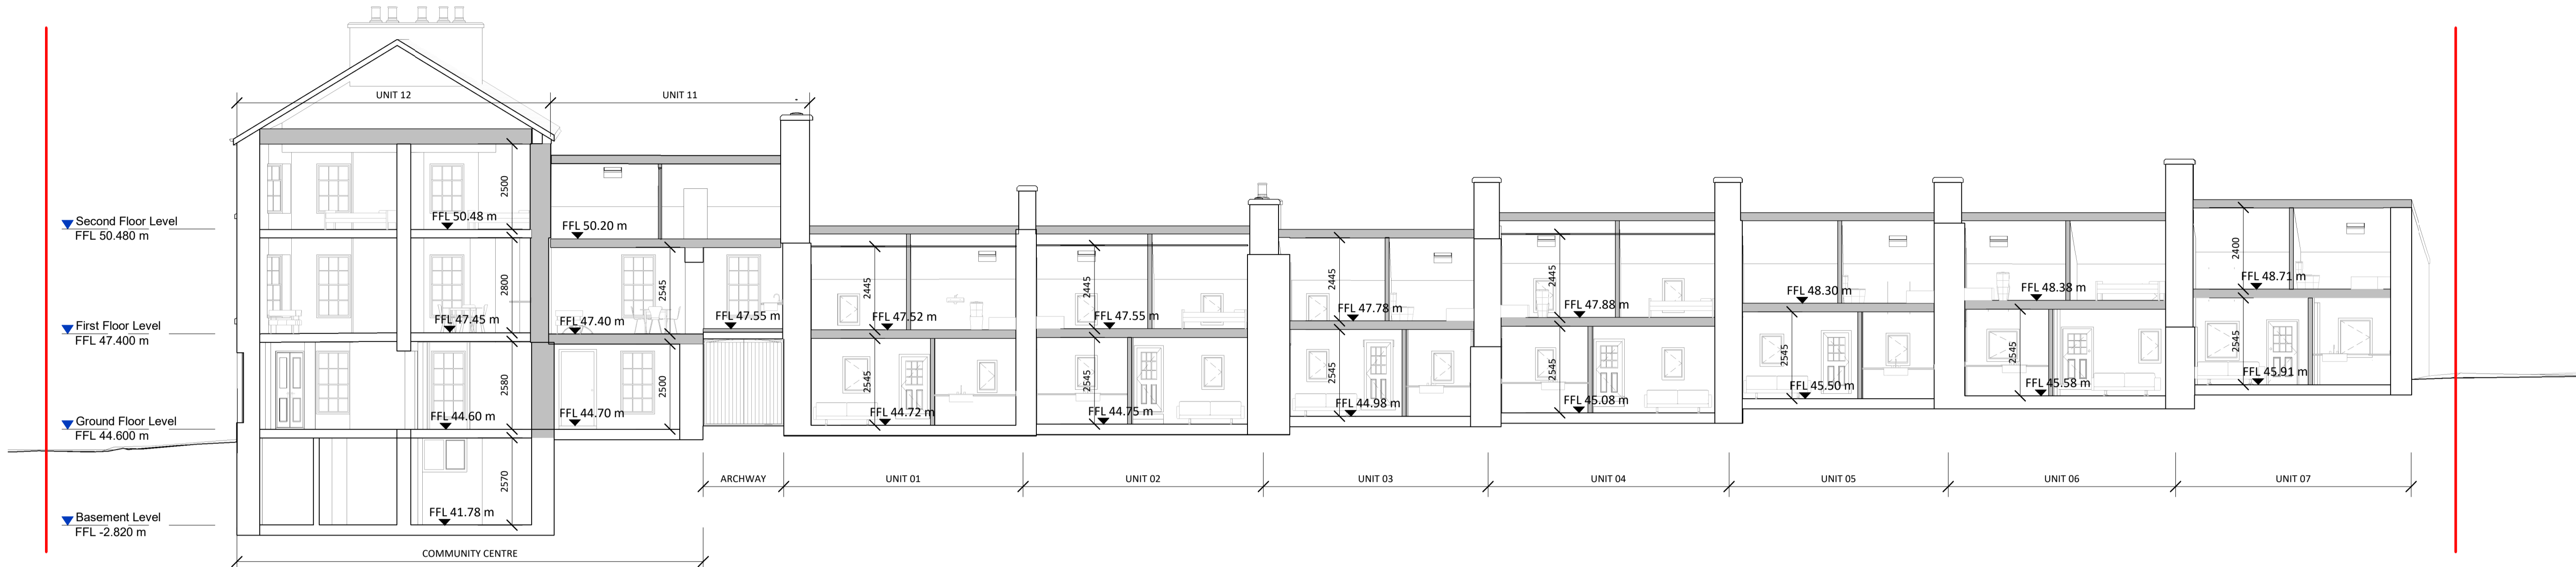 UNIT 12
UNIT 11
2500
Second Floor Level
FFL 50.480 m
FFL 50.48 m
FFL 50.20 m
2800
2545
2445
2445
2445
2445
2400
FFL 48.71 m
FFL 48.30 m
FFL 48.38 m
First Floor Level
FFL 47.400 m
FFL 47.45 m
FFL 47.40 m
FFL 47.55 m
FFL 47.52 m
FFL 47.55 m
FFL 47.78 m
FFL 47.88 m
2580
2500
2545
2545
2545
2545
2545
2545
2545
Ground Floor Level
FFL 44.600 m
FFL 44.60 m
FFL 44.70 m
FFL 44.72 m
FFL 44.75 m
FFL 44.98 m
FFL 45.08 m
FFL 45.50 m
FFL 45.58 m
FFL 45.91 m
2570
ARCHWAY
UNIT 01
UNIT 02
UNIT 03
UNIT 04
UNIT 05
UNIT 06
UNIT 07
Basement Level
FFL -2.820 m
FFL 41.78 m
COMMUNITY CENTRE